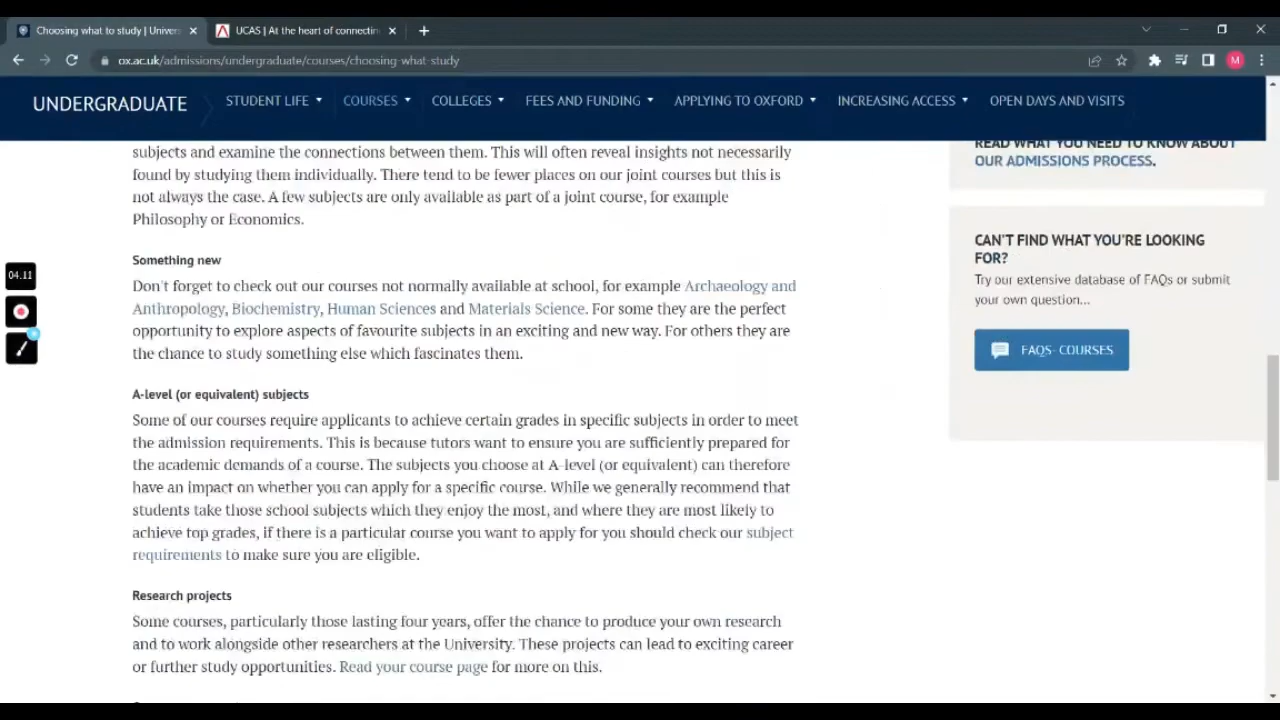 Choosing what to study | Univers
UCAS | At the heart of connectin
ox.ac.uk/admissions/undergraduate/courses/choosing-what-study
M
UNDERGRADUATE
STUDENT LIFE
COURSES
COLLEGES
FEES AND FUNDING
APPLYING TO OXFORD
INCREASING ACCESS
OPEN DAYS AND VISITS
subjects and examine the connections between them. This will often reveal insights not necessarily
found by studying them individually. There tend to be fewer places on our joint courses but this is
not always the case. A few subjects are only available as part of a joint course, for example
Philosophy or Economics.
Something new
Don't forget to check out our courses not normally available at school, for example Archaeology and
Anthropology, Biochemistry, Human Sciences and Materials Science. For some they are the perfect
opportunity to explore aspects of favourite subjects in an exciting and new way. For others they are
the chance to study something else which fascinates them.
A-level (or equivalent) subjects
Some of our courses require applicants to achieve certain grades in specific subjects in order to meet
the admission requirements. This is because tutors want to ensure you are sufficiently prepared for
the academic demands of a course. The subjects you choose at A-level (or equivalent) can therefore
have an impact on whether you can apply for a specific course. While we generally recommend that
students take those school subjects which they enjoy the most, and where they are most likely to
achieve top grades, if there is a particular course you want to apply for you should check our subject
requirements to make sure you are eligible.
Research projects
Some courses, particularly those lasting four years, offer the chance to produce your own research
and to work alongside other researchers at the University. These projects can lead to exciting career
or further study opportunities. Read your course page for more on this.
READ WHAT YOU NEED TO KNOW ABOUT
OUR ADMISSIONS PROCESS.
CAN'T FIND WHAT YOU'RE LOOKING
FOR?
Try our extensive database of FAQs or submit
your own question...
FAQS- COURSES
04.11